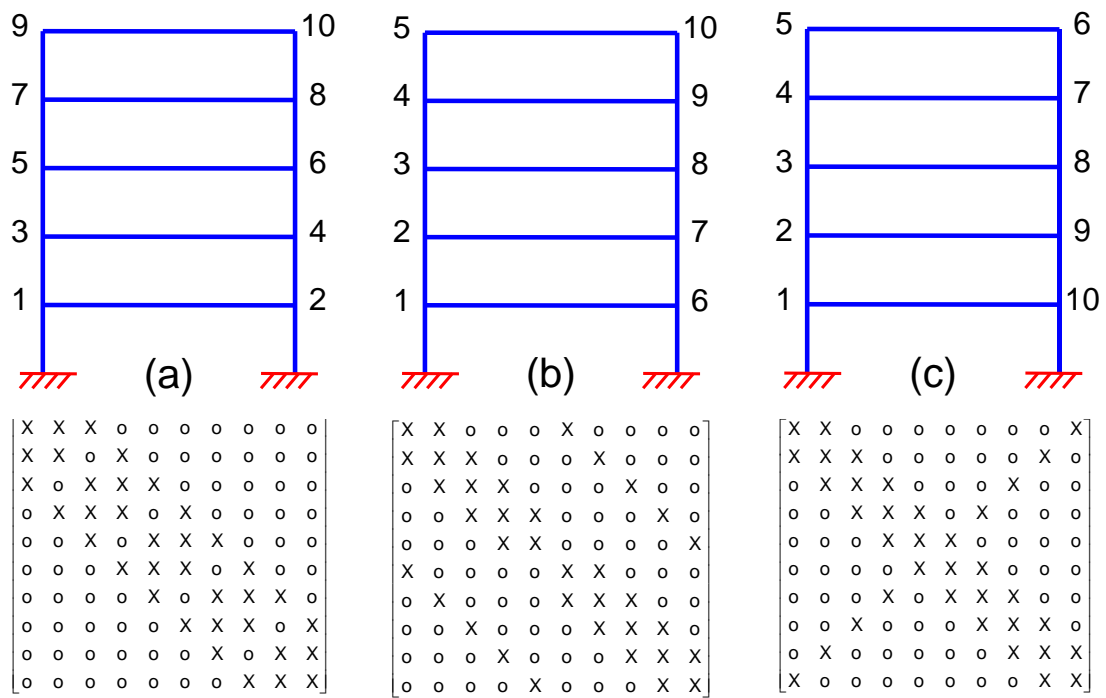 9 10 5 10 5 6
7 8 4 9 4 7
5 6 3 8 3 8
3 4 2 7 2 9
1 2 1 6 1 10
(a) (b) (c)
X X X o o o o o o o
X X o X o o o o o o
X o X X X o o o o o
o X X X o X o o o o
o o X o X X X o o o
o o o X X X o X o o
o o o o X o X X X o
o o o o o X X X o X
o o o o o o X o X X
o o o o o o o X X X
X X o o o X o o o o
X X X o o o X o o o
o X X X o o o X o o
o o X X X o o o X o
o o o X X o o o o X
X o o o o X X o o o
o X o o o X X X o o
o o X o o o X X X o
o o o X o o o X X X
o o o o X o o o X X
X X o o o o o o o X
X X X o o o o o X o
o X X X o o o X o o
o o X X X o X o o o
o o o X X X o o o o
o o o o X X X o o o
o o o X o X X X o o
o o X o o o X X X o
o X o o o o o X X X
X o o o o o o o X X